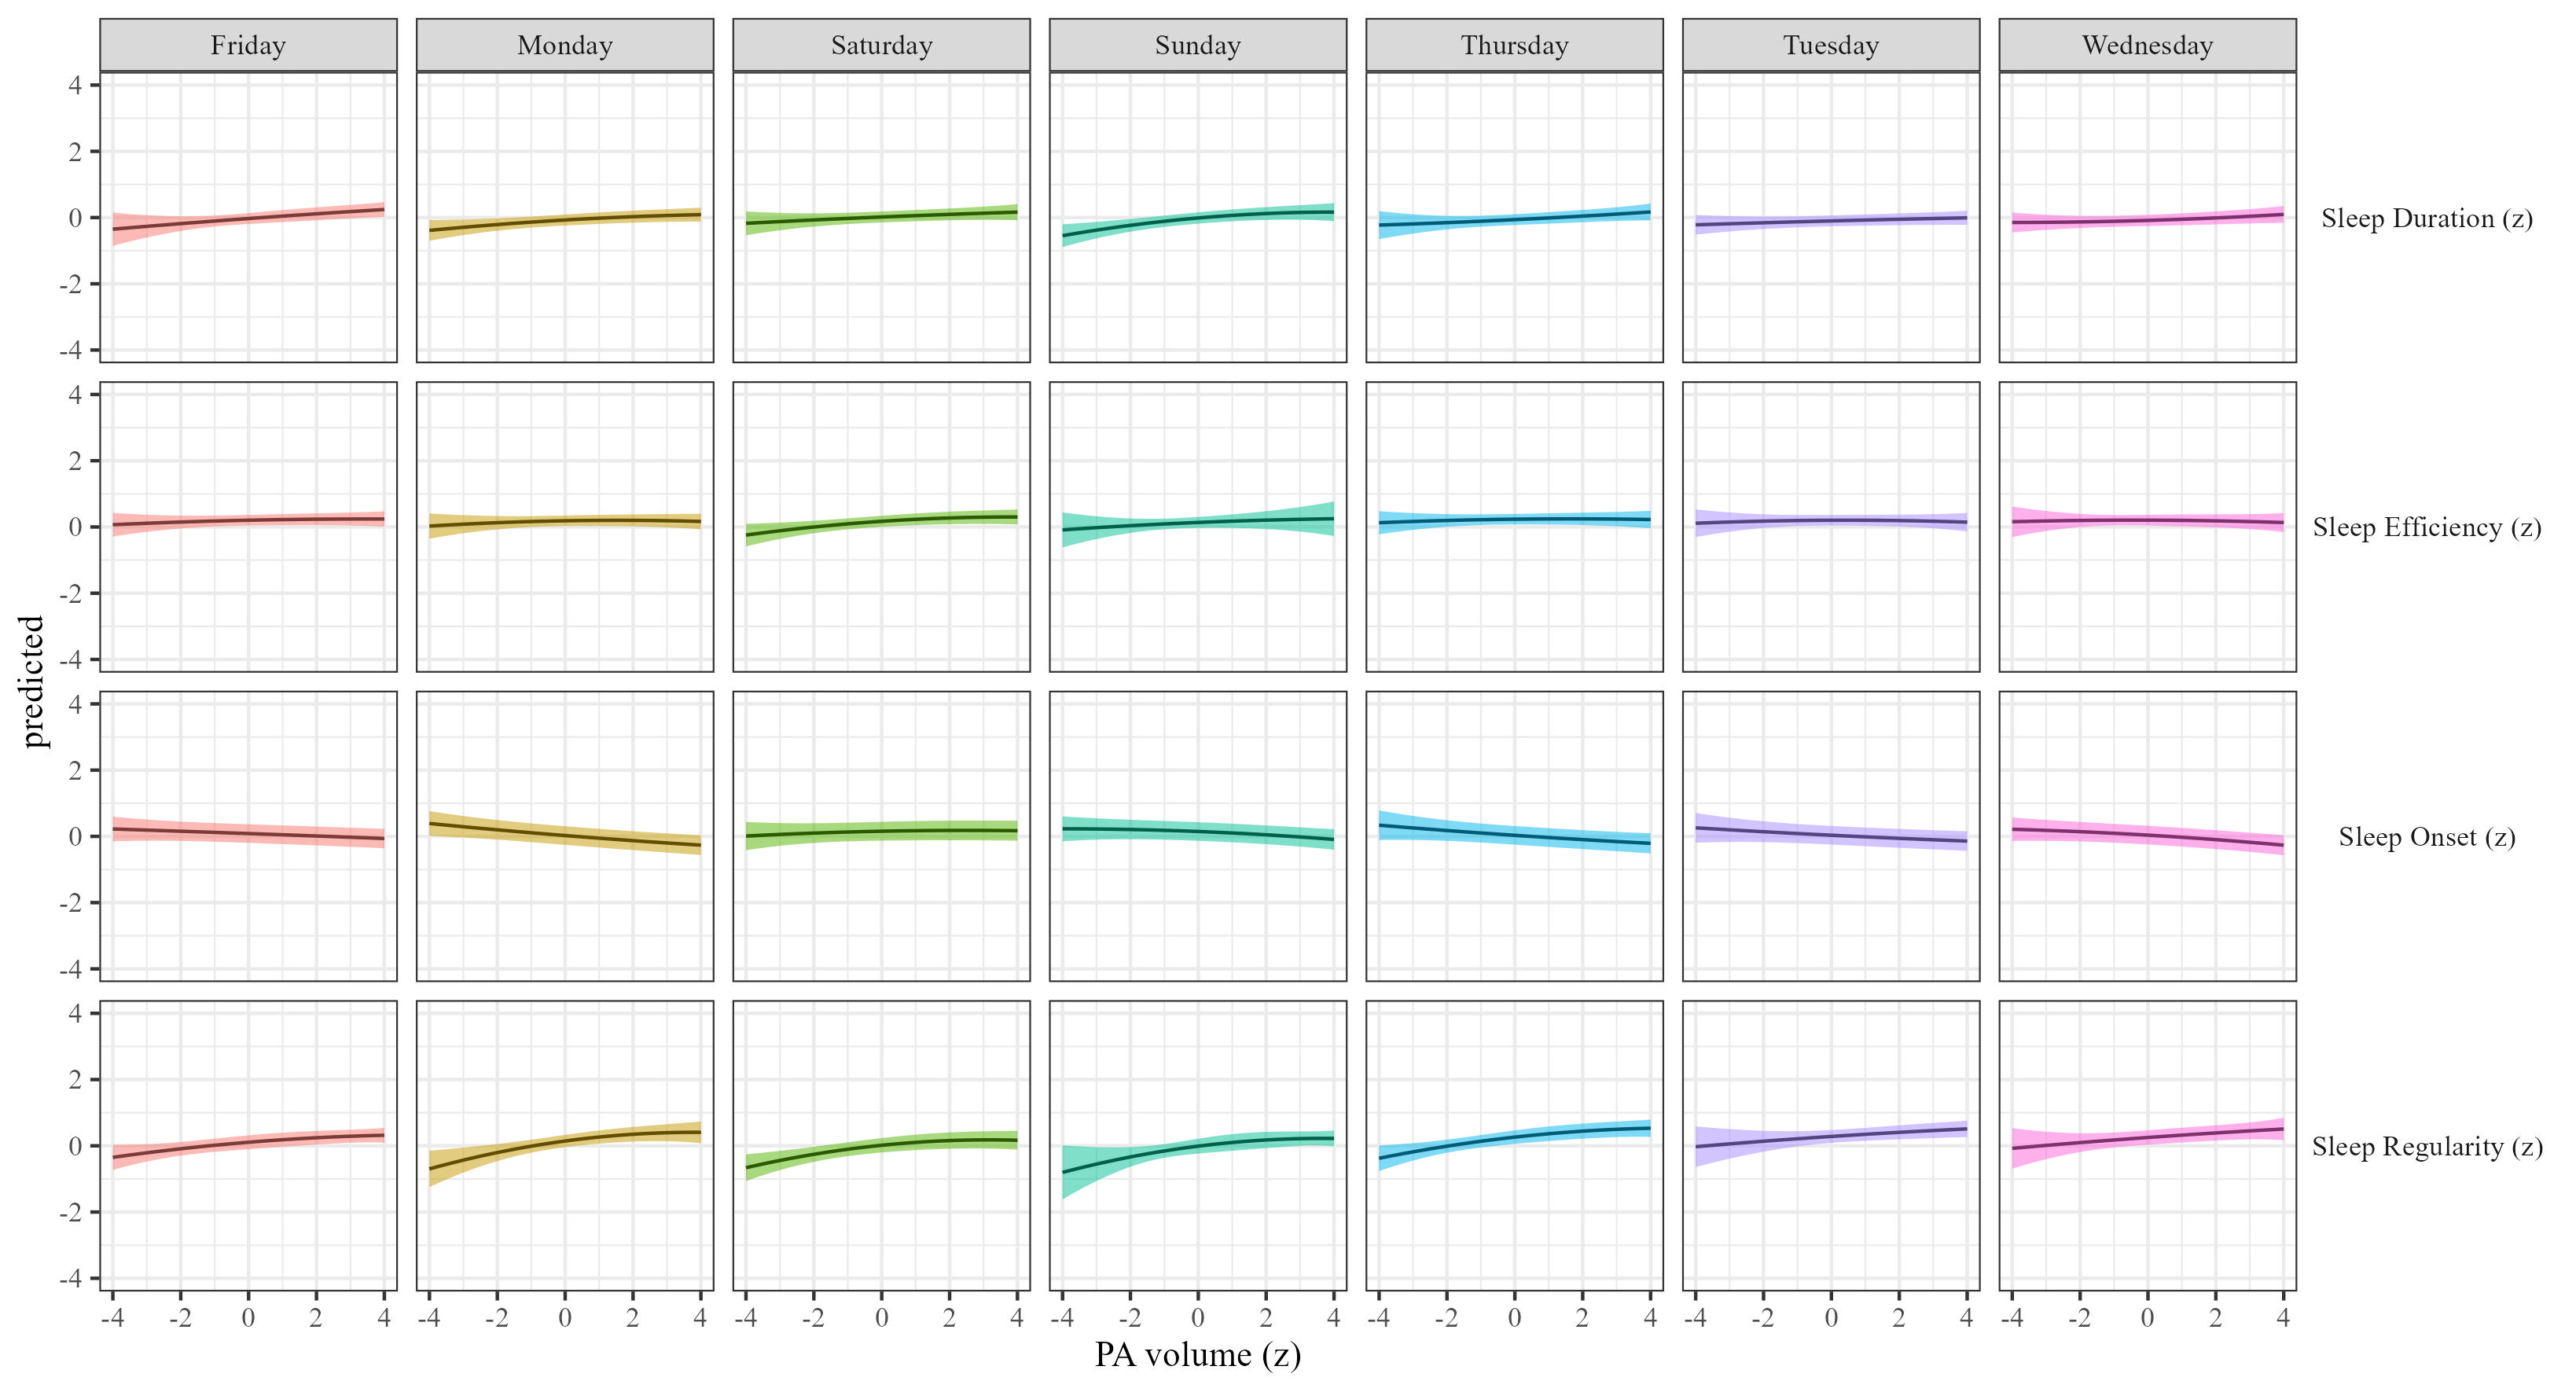 Friday Monday Saturday Sunday Thursday Tuesday Wednesday
4
2
0
-2
-4
Sleep Duration (z)
4
2
0
-2
-4
Sleep Efficiency (z)
predicted
4
2
0
-2
-4
Sleep Onset (z)
4
2
0
-2
-4
Sleep Regularity (z)
-4 -2 0 2 4 -4 -2 0 2 4 -4 -2 0 2 4 -4 -2 0 2 4 -4 -2 0 2 4 -4 -2 0 2 4 -4 -2 0 2 4
PA volume (z)